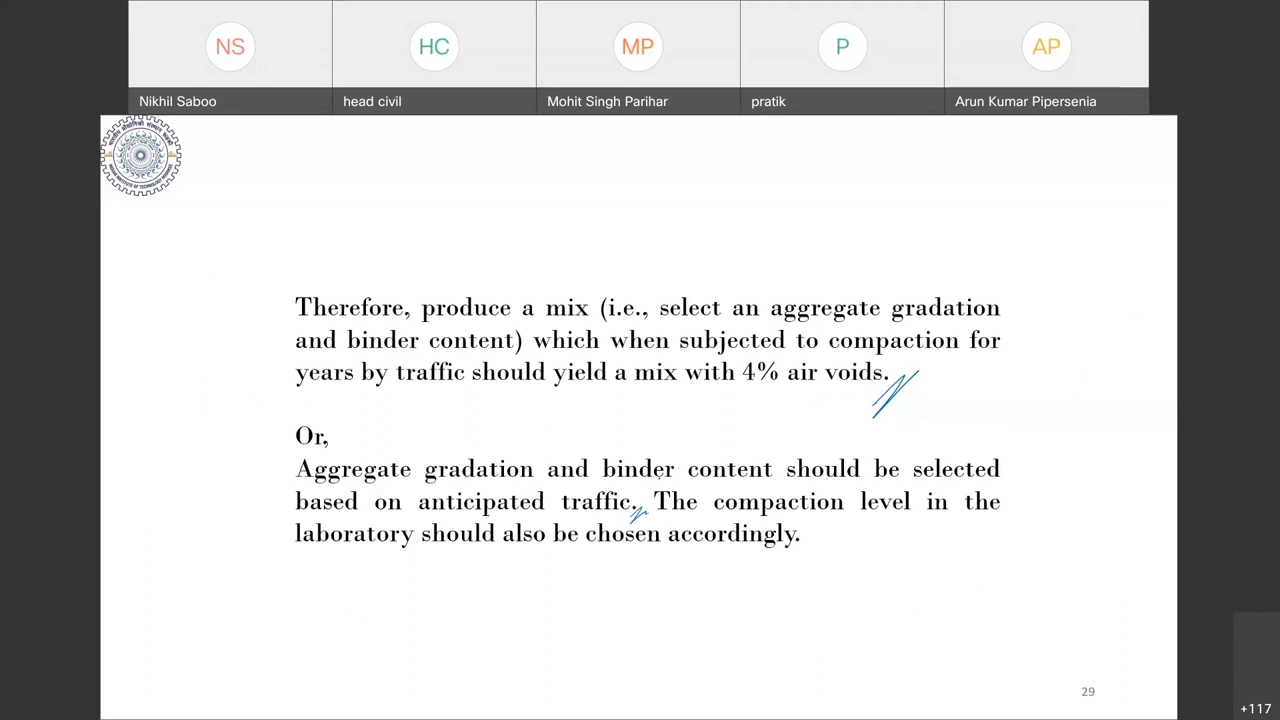 NS
HC
MP
P
AP
Nikhil Saboo
head civil
Mohit Singh Parihar
pratik
Arun Kumar Pipersenia
Therefore, produce a mix (i.e., select an aggregate gradation
and binder content) which when subjected to compaction for
years by traffic should yield a mix with 4% air voids.
Or,
Aggregate gradation and binder content should be selected
based on anticipated traffic. The compaction level in the
laboratory should also be chosen accordingly.
29
+117